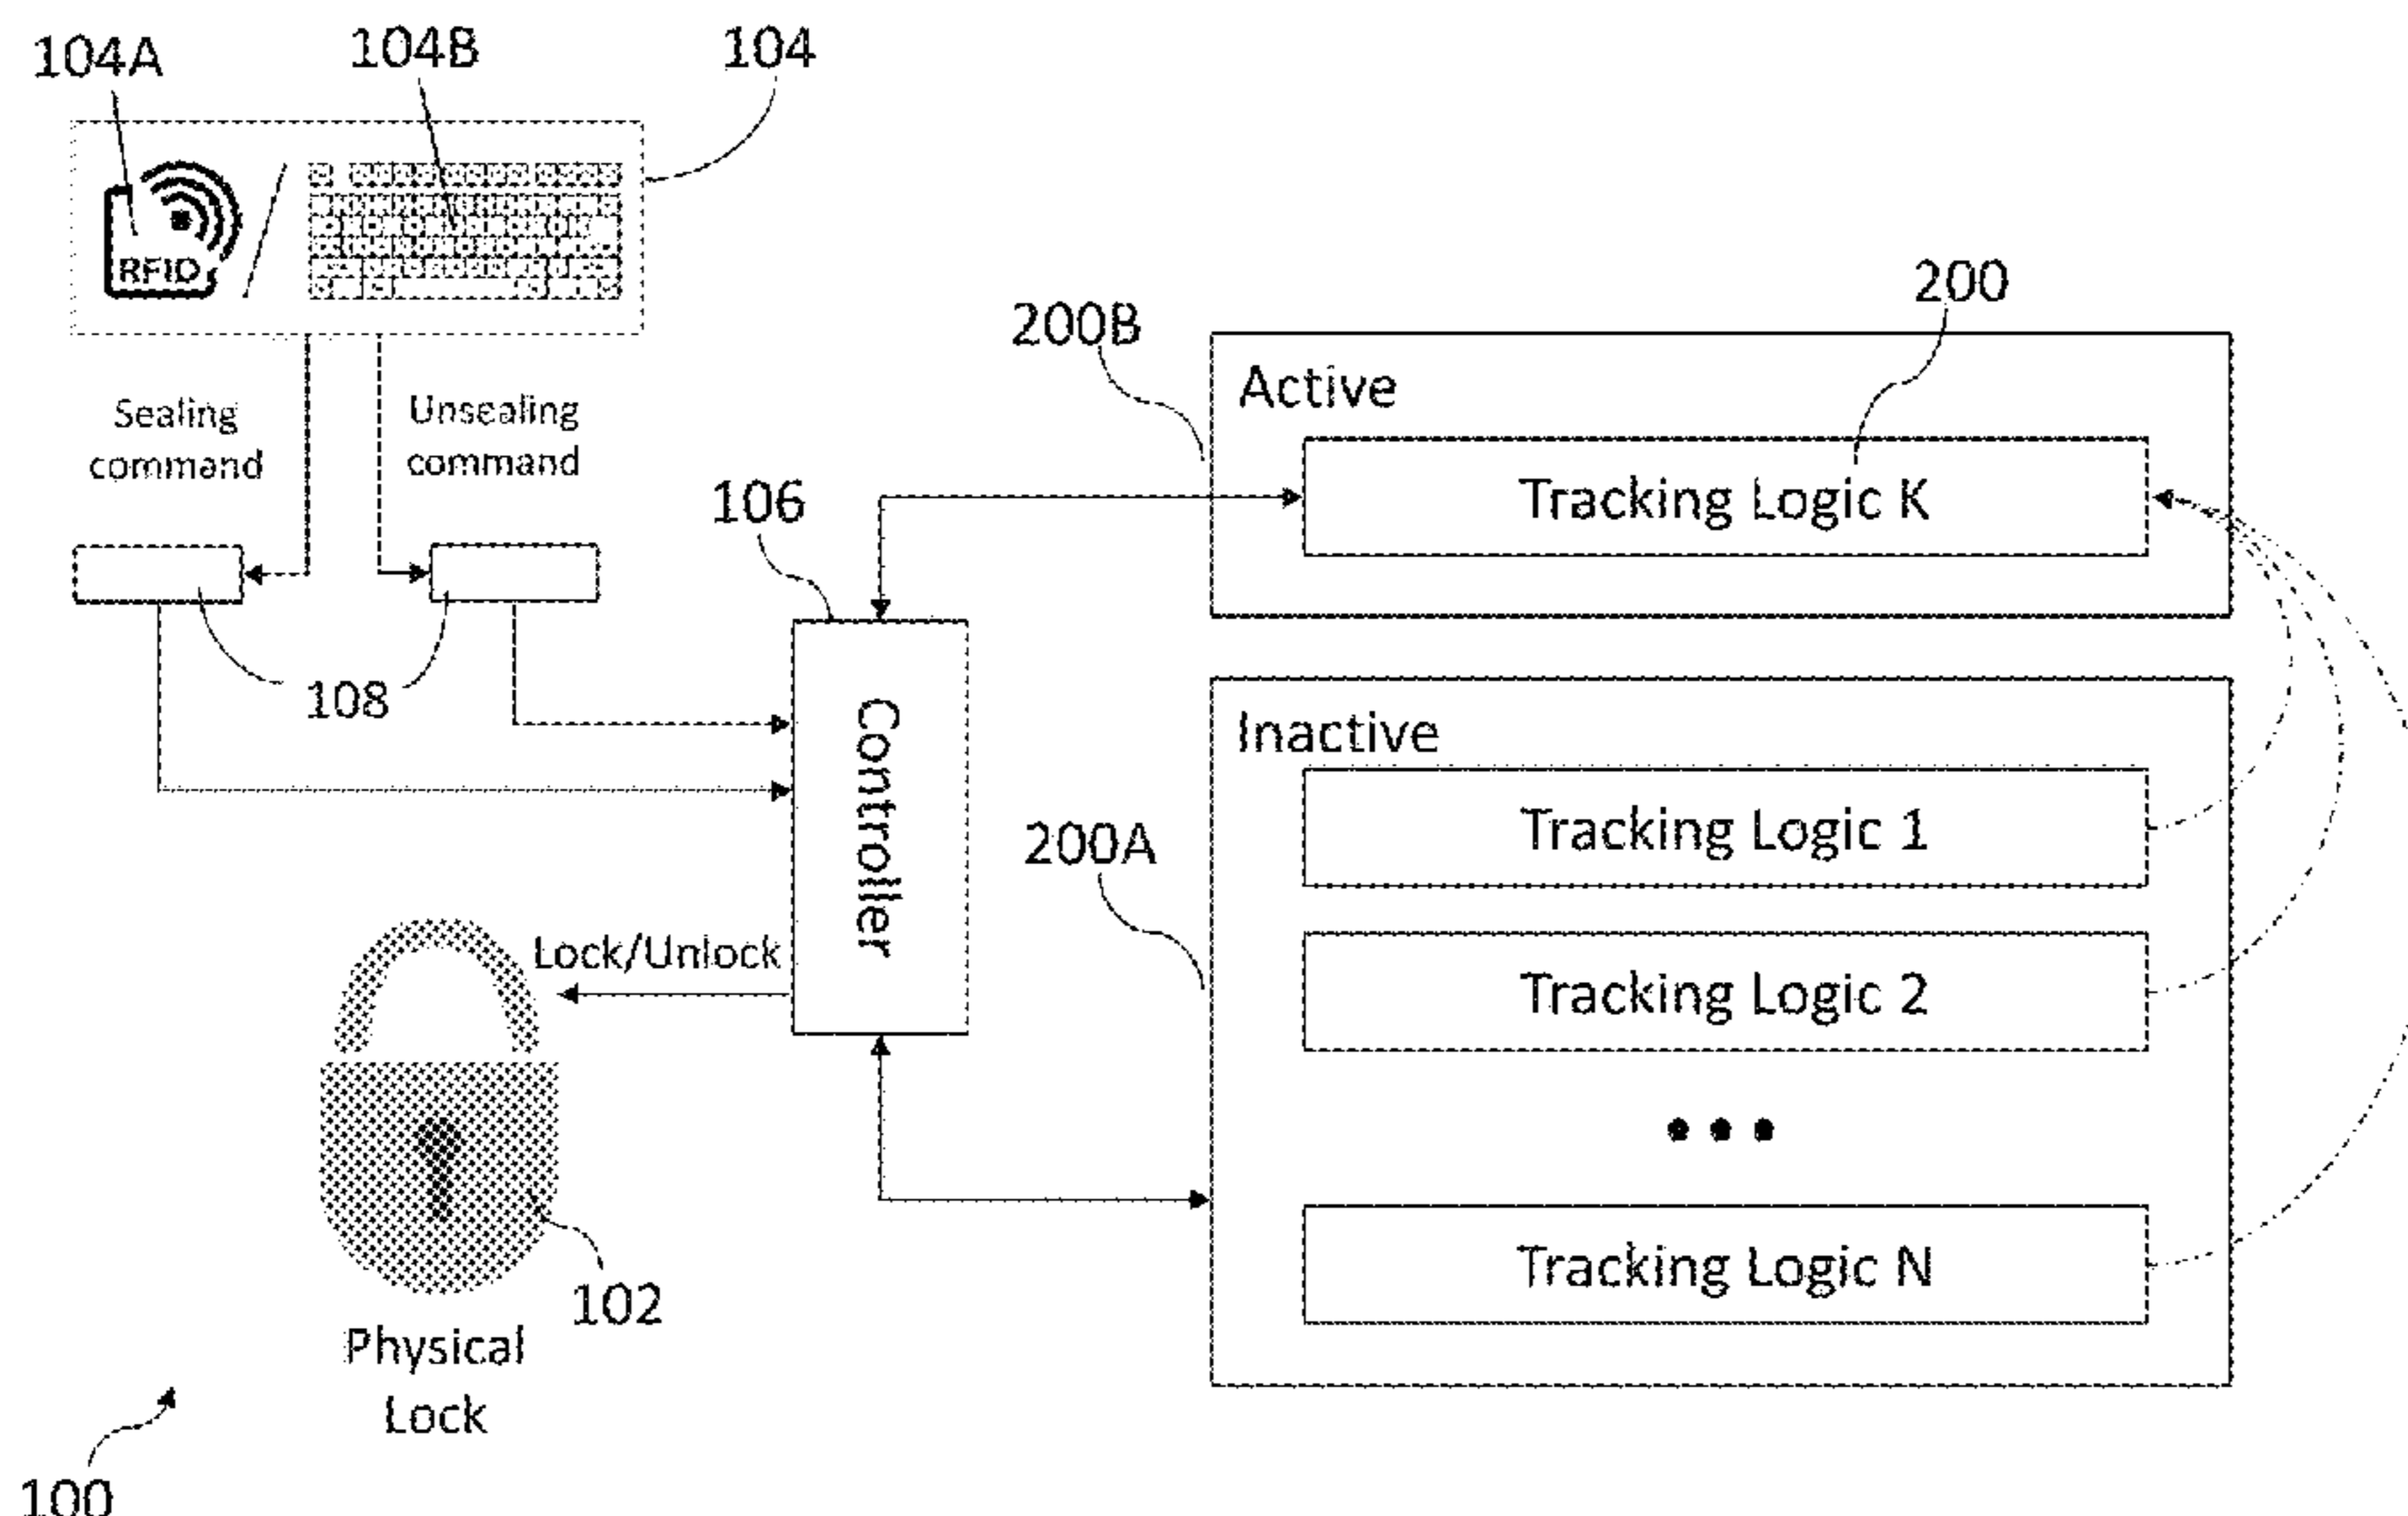 104A
104B
104
RFID
Sealing
command
Unsealing
command
108
106
Controller
Lock/Unlock
102
Physical
Lock
100
200B
200
Active
Tracking Logic K
200A
Inactive
Tracking Logic 1
Tracking Logic 2
•••
Tracking Logic N